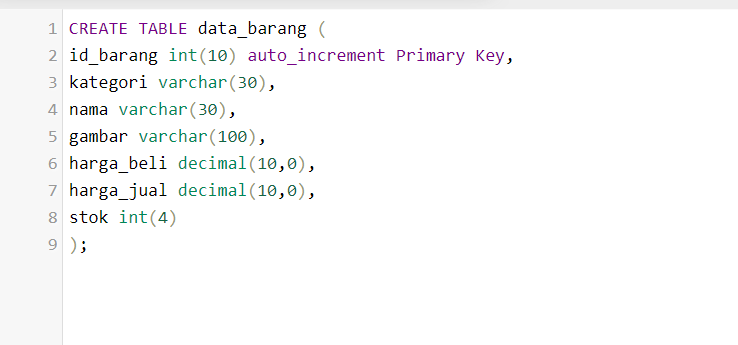 1 CREATE TABLE data_barang (
2 id_barang int(10) auto_increment Primary Key,
3 kategori varchar(30),
4 nama varchar(30),
5 gambar varchar(100),
6 harga_beli decimal(10,0),
7 harga_jual decimal(10,0),
8 stok int(4)
9 );